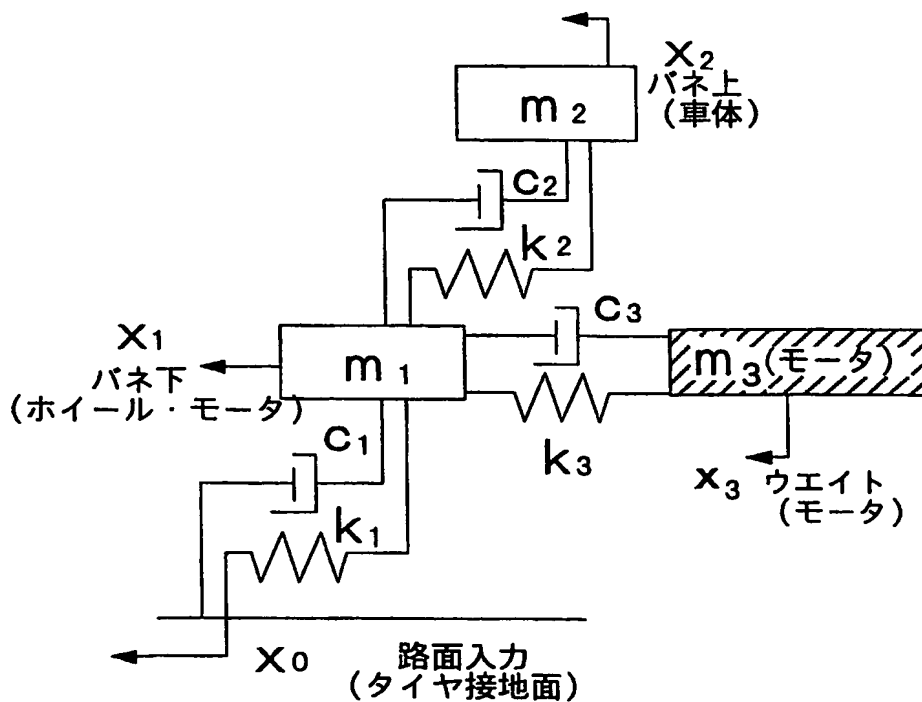 x2
バネ上
(車体)
m2
c2
k2
x1
バネ下
(ホイール・モータ)
m1
c3
m3(モータ)
k3
x3 ウエイト
(モータ)
c1
k1
x0 路面入力
(タイヤ接地面)